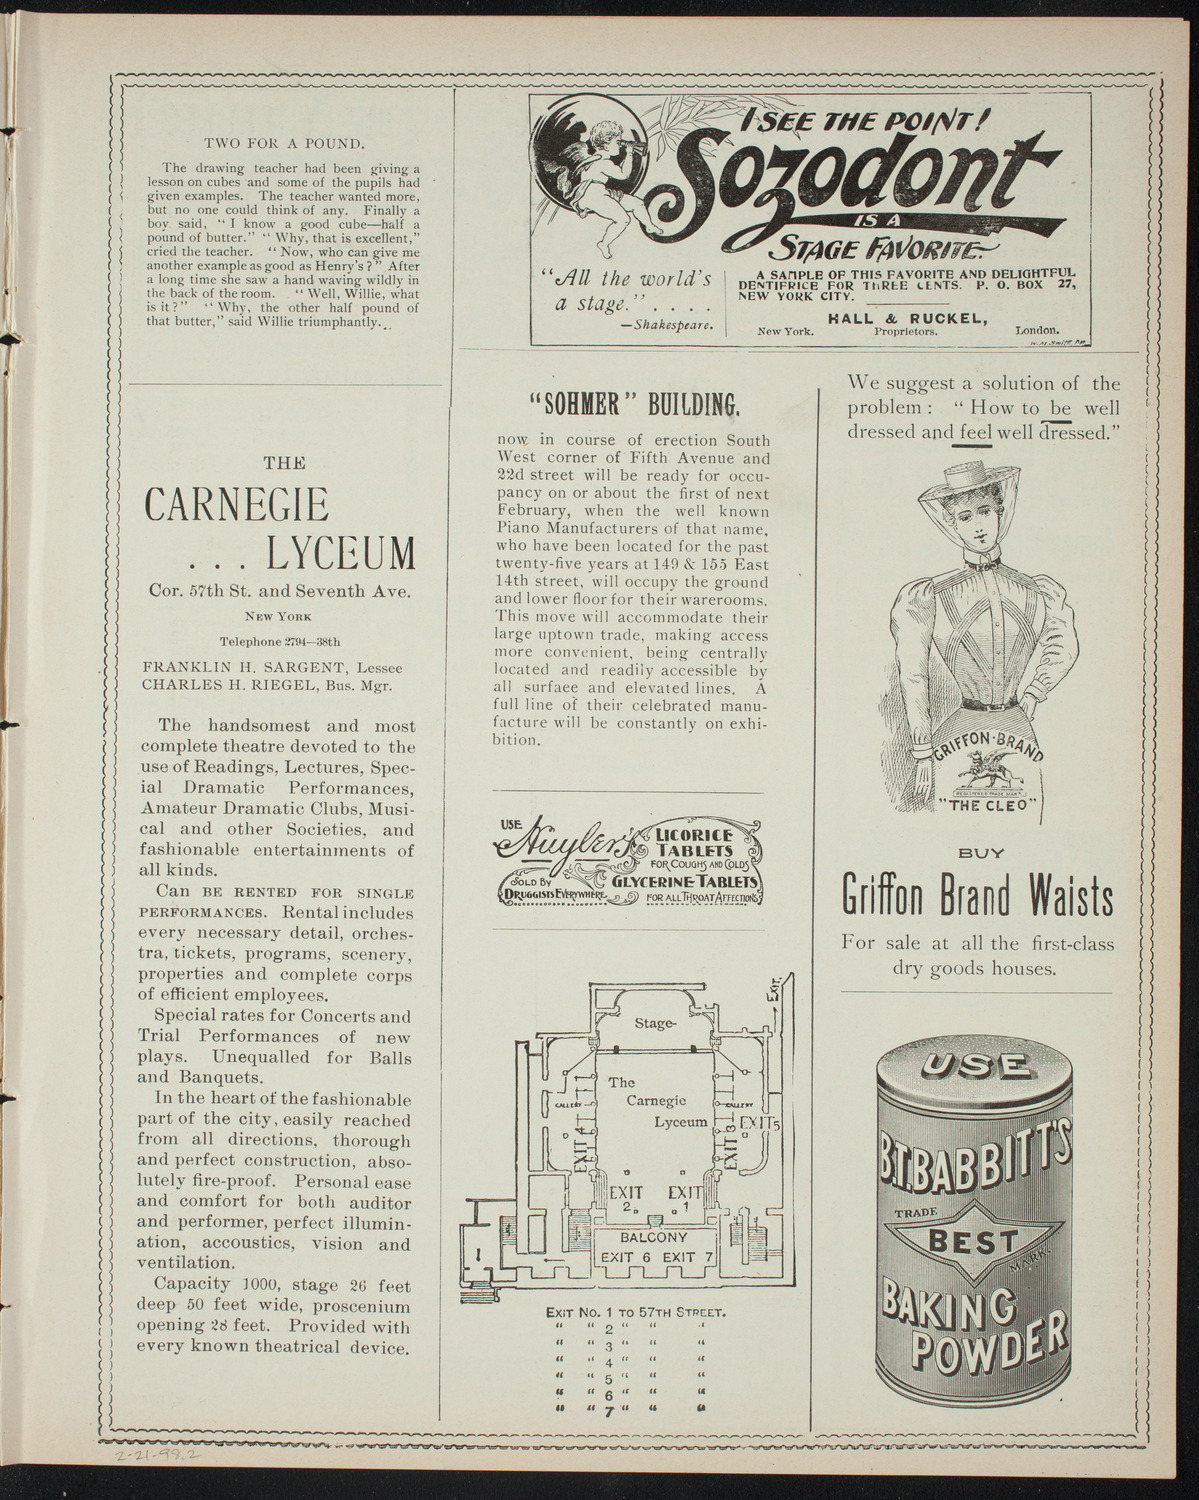 TWO FOR A POUND.
The drawing teacher had been giving a
lesson on cubes and some of the pupils had
given examples. The teacher wanted more,
but no one could think of any. Finally a
boy said, “I know a good cube—half a
pound of butter.” “Why, that is excellent,”
cried the teacher. “Now, who can give me
another example as good as Henry's?” After
a long time she saw a hand waving wildly in
the back of the room. “Well, Willie, what
is it?” “Why, the other half pound of
that butter,” said Willie triumphantly...
THE
CARNEGIE
... LYCEUM
Cor. 57th St. and Seventh Ave.
NEW YORK
Telephone 2794—38th
FRANKLIN H. SARGENT, Lessee
CHARLES H. RIEGEL, Bus. Mgr.
The handsomest and most
complete theatre devoted to the
use of Readings, Lectures, Spec-
ial Dramatic Performances,
Amateur Dramatic Clubs, Musi-
cal and other Societies, and
fashionable entertainments of
all kinds.
Can BE RENTED FOR SINGLE
PERFORMANCES. Rental includes
every necessary detail, orches-
tra, tickets, programs, scenery,
properties and complete corps
of efficient employees.
Special rates for Concerts and
Trial Performances of new
plays. Unequalled for Balls
and Banquets.
In the heart of the fashionable
part of the city, easily reached
from all directions, thorough
and perfect construction, abso-
lutely fire-proof. Personal ease
and comfort for both auditor
and performer, perfect illumin-
ation, accoustics, vision and
ventilation.
Capacity 1000, stage 26 feet
deep 50 feet wide, proscenium
opening 28 feet. Provided with
every known theatrical device.
I SEE THE POINT!
Sozodont
IS A
STAGE FAVORITE.
“All the world's
a stage.” . . . .
—Shakespeare.
A SAMPLE OF THIS FAVORITE AND DELIGHTFUL
DENTIFRICE FOR THREE CENTS. P. O. BOX 27,
NEW YORK CITY.
HALL & RUCKEL,
New York. Proprietors. London.
“SOHMER” BUILDING.
now in course of erection South
West corner of Fifth Avenue and
22d street will be ready for occu-
pancy on or about the first of next
February, when the well known
Piano Manufacturers of that name,
who have been located for the past
twenty-five years at 149 & 155 East
14th street, will occupy the ground
and lower floor for their warerooms.
This move will accommodate their
large uptown trade, making access
more convenient, being centrally
located and readily accessible by
all surfaee and elevated lines. A
full line of their celebrated manu-
facture will be constantly on exhi-
bition.
USE Huyler's LICORICE
TABLETS
FOR COUGHS AND COLDS
SOLD BY GLYCERINE TABLETS
DRUGGISTS EVERYWHERE FOR ALL THROAT AFFECTIONS
EXIT.
Stage
The
Carnegie
Lyceum
GALLERY GALLERY
EXIT 4 EXIT 3 EXIT 5
EXIT EXIT
2. . 1
BALCONY
EXIT 6 EXIT 7
EXIT NO. 1 TO 57TH STREET.
“ “ 2 “ “ “
“ “ 3 “ “ “
“ “ 4 “ “ “
“ “ 5 “ “ “
“ “ 6 “ “ “
“ “ 7 “ “ “
We suggest a solution of the
problem: “How to be well
dressed and feel well dressed.”
GRIFFON·BRAND
"THE CLEO"
BUY
Griffon Brand Waists
For sale at all the first-class
dry goods houses.
USE
B.T. BABBITT'S
TRADE
BEST
MARK.
BAKING
POWDER
2-21-98.2